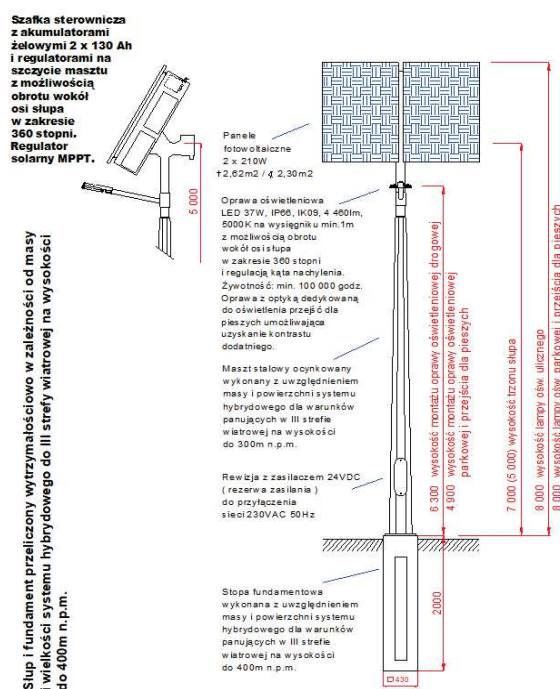 Szafka sterownicza
z akumulatorami
żelowymi 2 x 130 Ah
i regulatorami na
szczycie masztu
z możliwością
obrotu wokół
osi słupa
w zakresie
360 stopni.
Regulator
solarny MPPT.
5 000
Panele
fotowoltaiczne
2 x 210W
2,62m2 / 2,30m2
Oprawa oświetleniowa
LED 37W, IP66, IK09, 4 460lm,
5000K na wysięgniku min.1m
z możliwością obrotu
wokół osi słupa
w zakresie 360 stopni
i regulacją kąta nachylenia.
Żywotność: min. 100 000 godz.
Oprawa z optyką dedykowaną
do oświetlenia przejść dla
pieszych umożliwiająca
uzyskanie kontrastu
dodatniego.
Maszt stalowy ocynkowany
wykonany z uwzględnieniem
masy i powierzchni systemu
hybrydowego dla warunków
panujących w III strefie
wiatrowej na wysokości
do 300m n.p.m.
Rewizja z zasilaczem 24VDC
( rezerwa zasilania )
do przyłączenia
sieci 230VAC 50Hz
Stopa fundamentowa
wykonana z uwzględnieniem
masy i powierzchni systemu
hybrydowego dla warunków
panujących w III strefie
wiatrowej na wysokości
do 400m n.p.m.
Słup i fundament przeliczony wytrzymałościowo w zależności od masy
i wielkości systemu hybrydowego do III strefy wiatrowej na wysokości
do 400m n.p.m.
6 300 wysokość montażu oprawy oświetleniowej drogowej
4 900 wysokość montażu oprawy oświetleniowej
parkowej i przejścia dla pieszych
7 000 (5 000) wysokość trzonu słupa
8 000 wysokość lampy ośw. ulicznego
8 000 wysokość lampy ośw. parkowej i przejścia dla pieszych
2000
□430